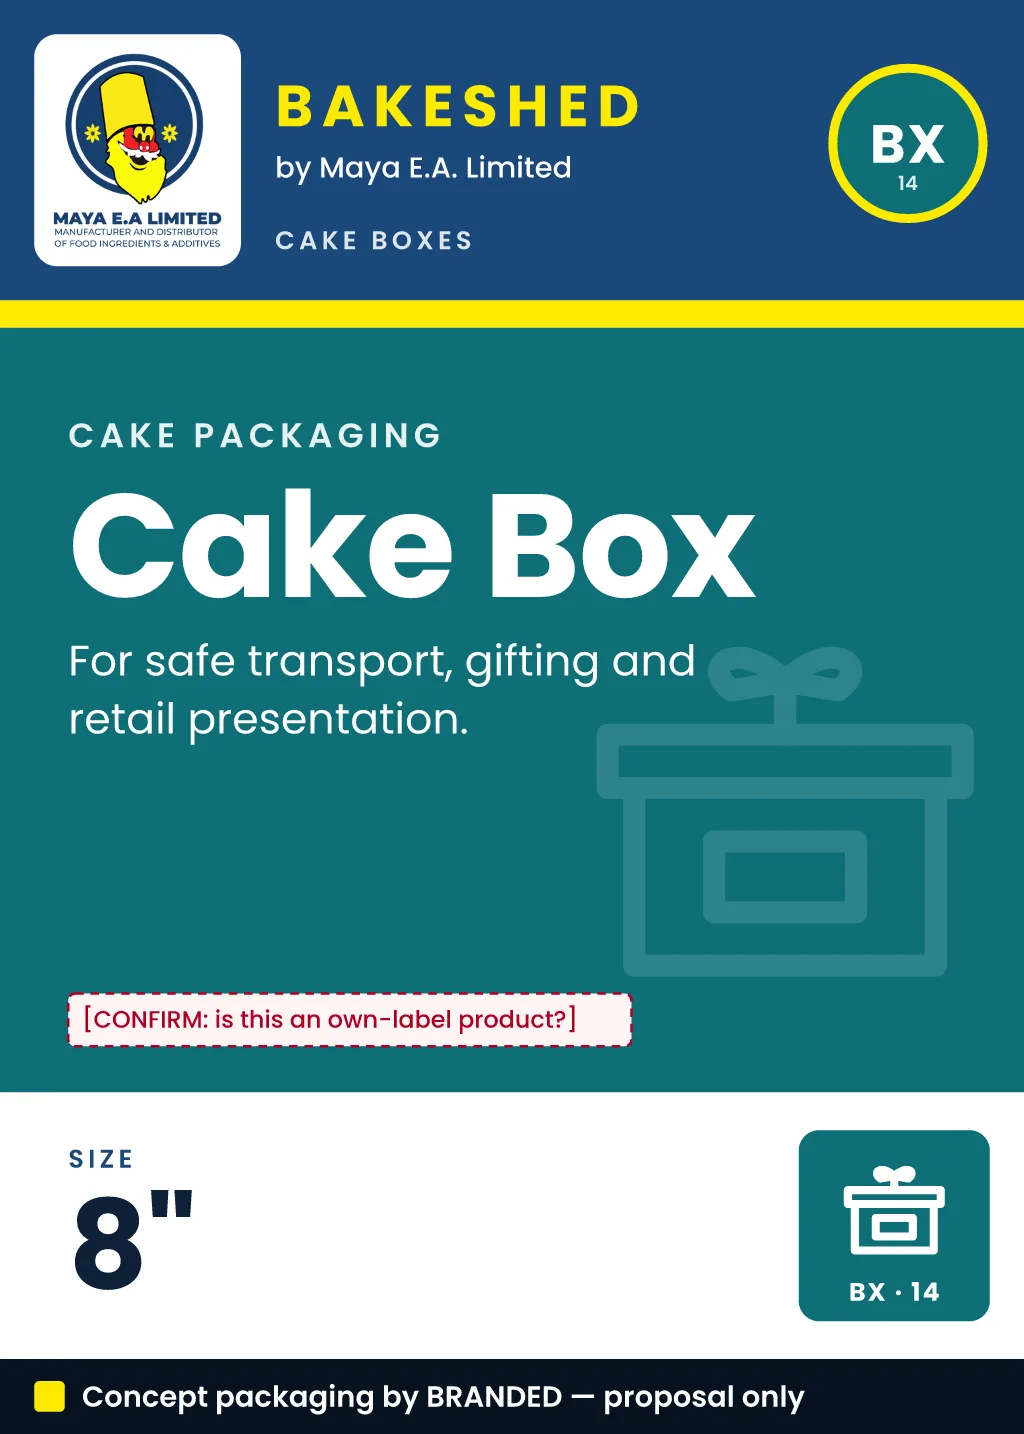 MAYA E.A LIMITED
MANUFACTURER AND DISTRIBUTOR
OF FOOD INGREDIENTS & ADDITIVES
BAKESHED
by Maya E.A. Limited
CAKE BOXES
BX
14
CAKE PACKAGING
Cake Box
For safe transport, gifting and
retail presentation.
[CONFIRM: is this an own-label product?]
SIZE
8"
BX · 14
Concept packaging by BRANDED — proposal only